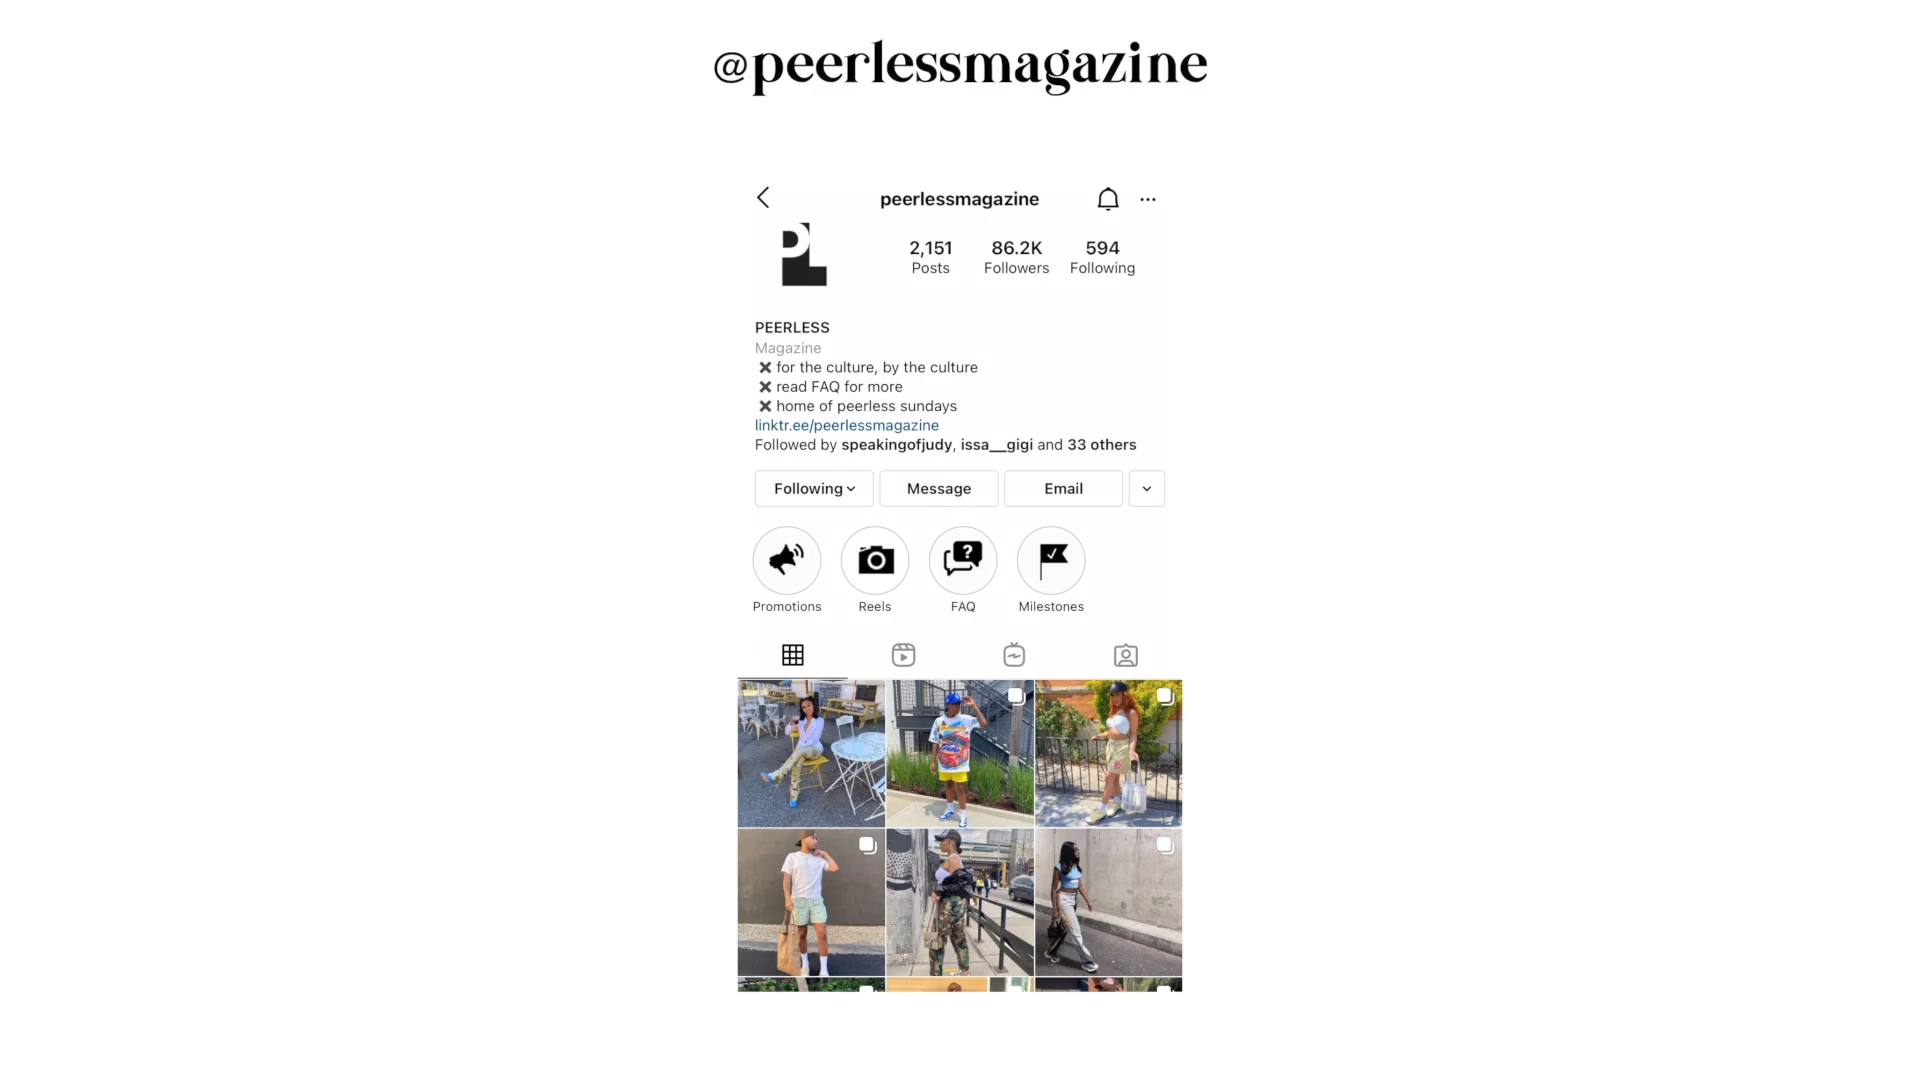 @peerlessmagazine
peerlessmagazine
PL
2,151 86.2K 594
Posts Followers Following
PEERLESS
Magazine
✖ for the culture, by the culture
✖ read FAQ for more
✖ home of peerless sundays
linktr.ee/peerlessmagazine
Followed by speakingofjudy, issa__gigi and 33 others
Following Message Email
Promotions Reels FAQ Milestones